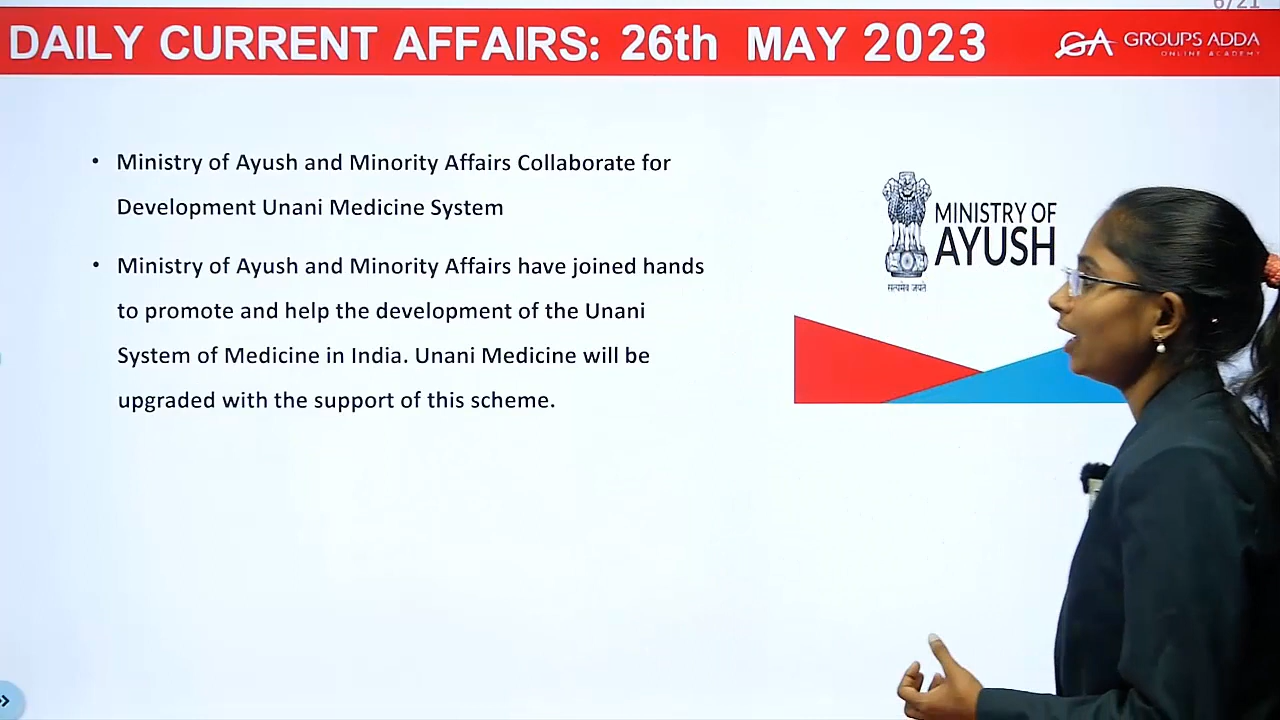 6/21
DAILY CURRENT AFFAIRS: 26th MAY 2023
GROUPS ADDA
ONLINE ACADEMY
• Ministry of Ayush and Minority Affairs Collaborate for
Development Unani Medicine System
• Ministry of Ayush and Minority Affairs have joined hands
to promote and help the development of the Unani
System of Medicine in India. Unani Medicine will be
upgraded with the support of this scheme.
MINISTRY OF
AYUSH
सत्यमेव जयते
»